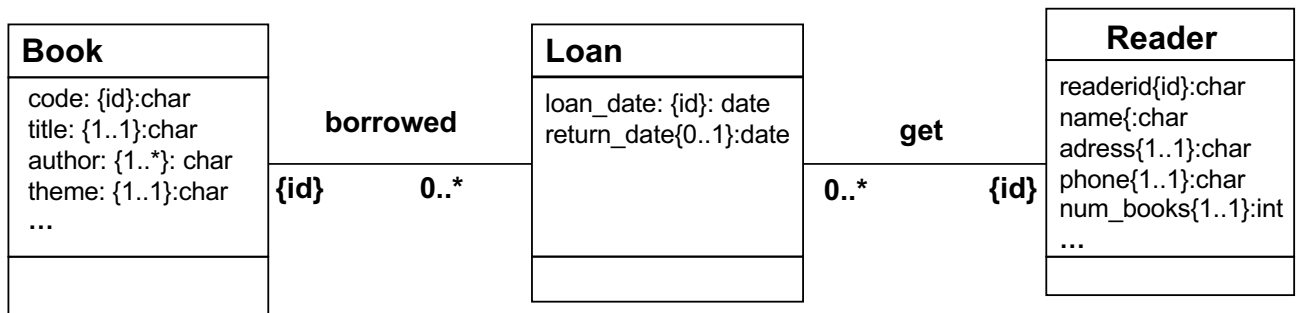 Book
code: {id}:char
title: {1..1}:char
author: {1..*}: char
theme: {1..1}:char
…
borrowed
{id}
0..*
Loan
loan_date: {id}: date
return_date{0..1}:date
get
0..*
{id}
Reader
readerid{id}:char
name{:char
adress{1..1}:char
phone{1..1}:char
num_books{1..1}:int
…